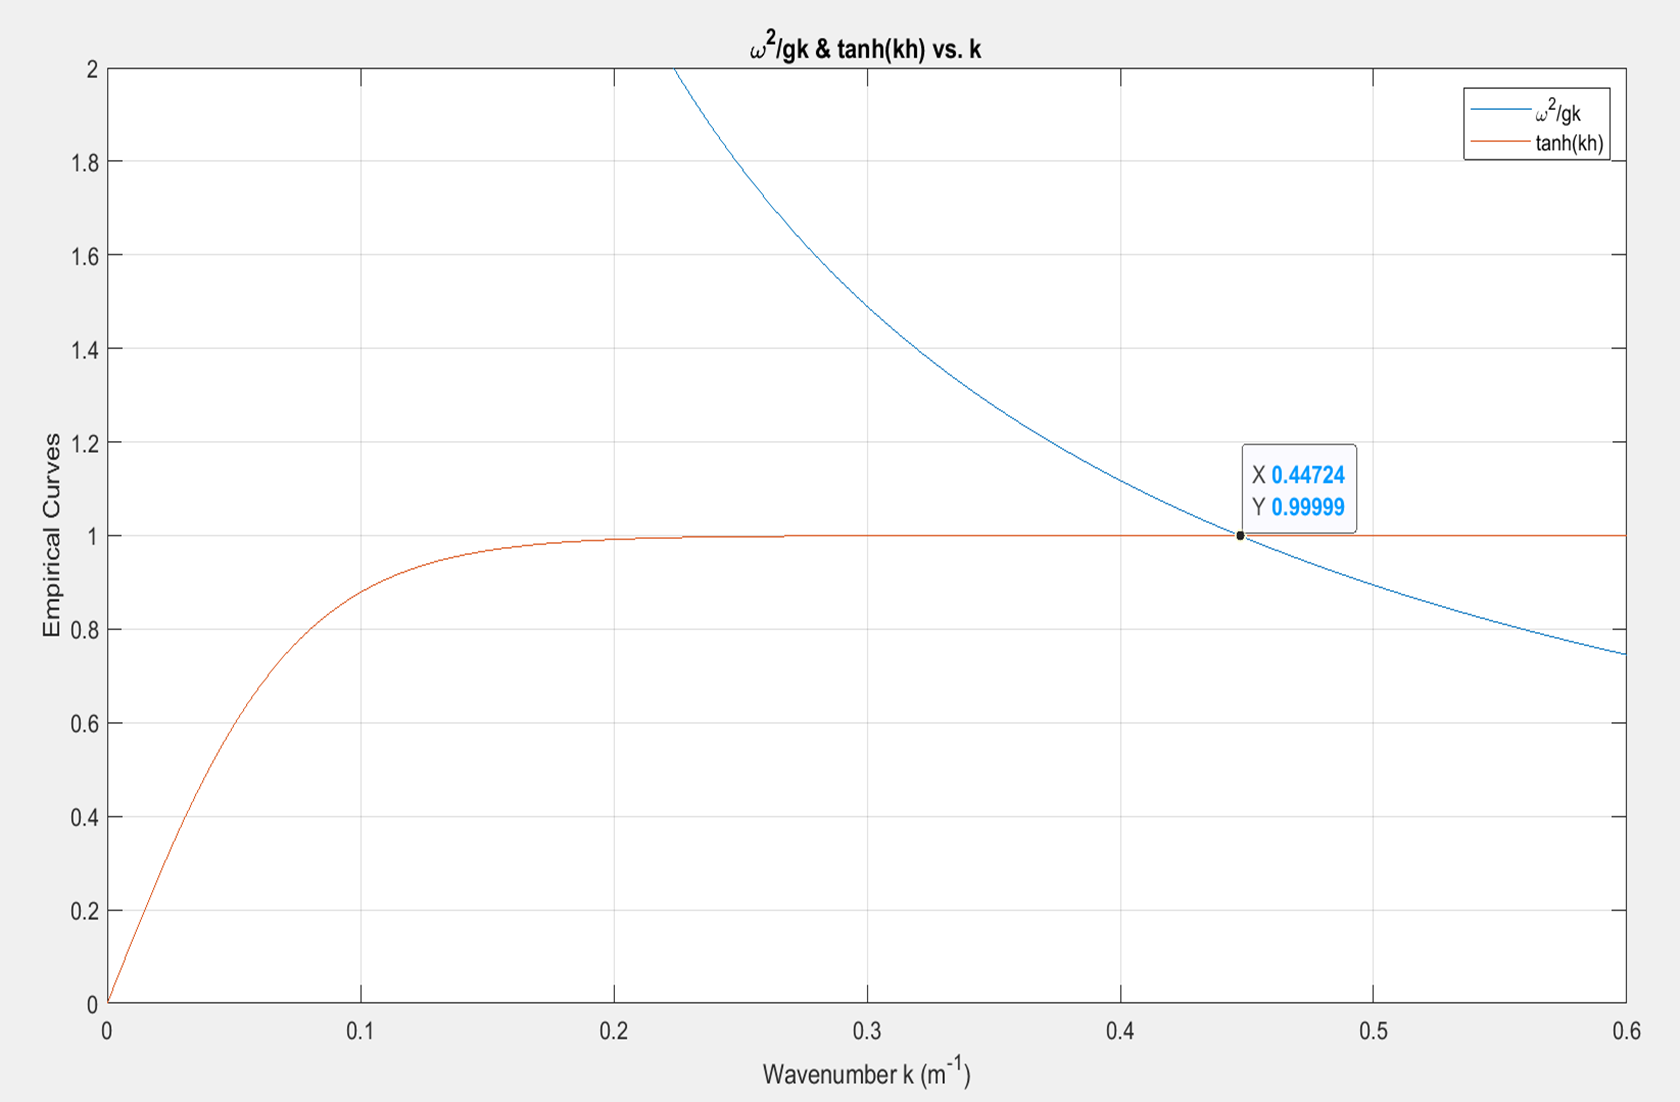 ω²/gk & tanh(kh) vs. k
ω²/gk
tanh(kh)
2
1.8
1.6
1.4
1.2
1
0.8
0.6
0.4
0.2
0
Empirical Curves
X 0.44724
Y 0.99999
0 0.1 0.2 0.3 0.4 0.5 0.6
Wavenumber k (m⁻¹)